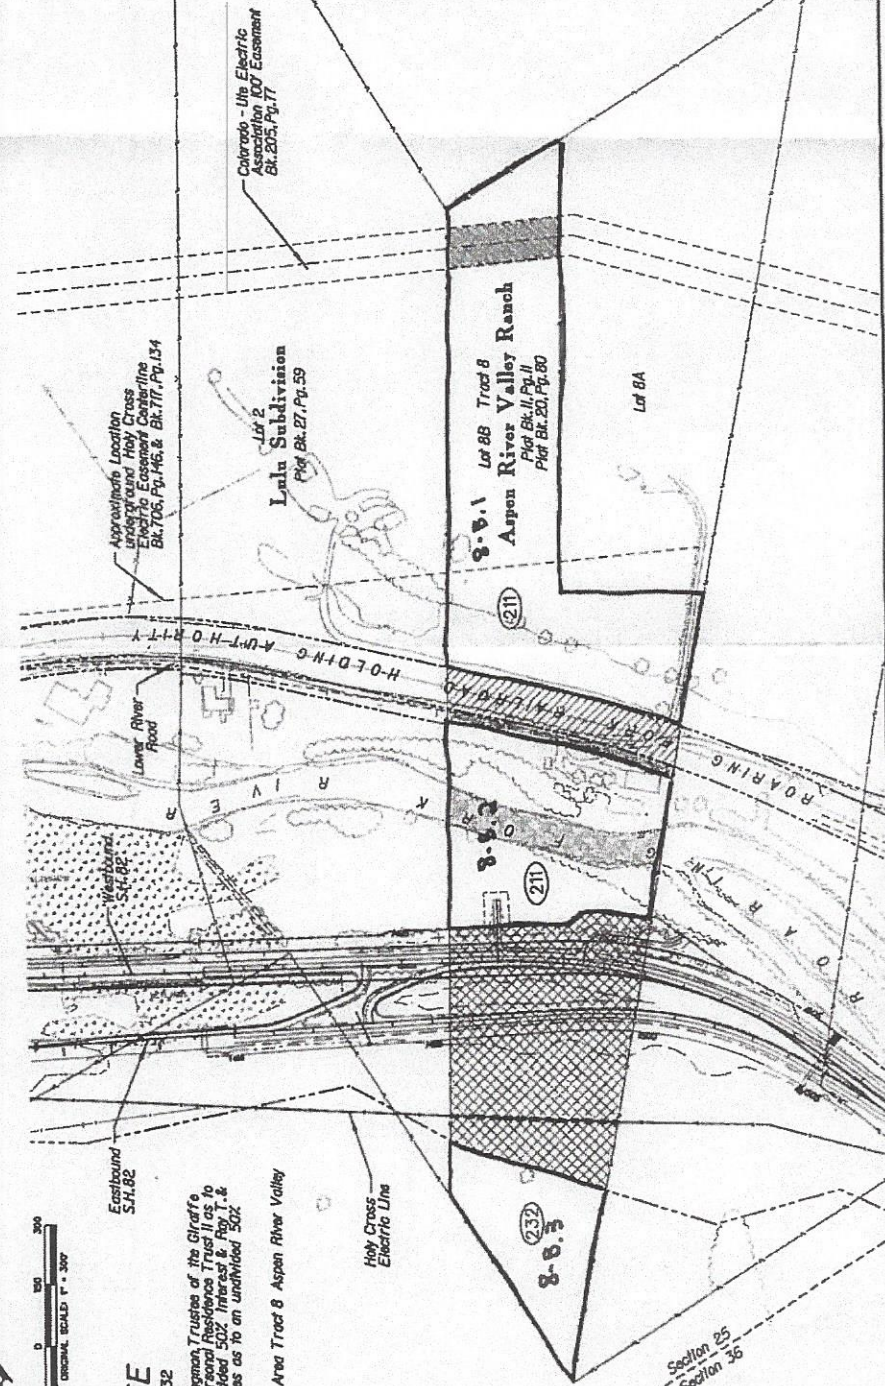 Colorado - Ute Electric
Association 100' Easement
Bk.205, Pg.77
Approximate Location
underground Holy Cross
Electric Easement Centerline
Bk.706, Pg.146, & Bk.717, Pg.134
Lot 2
Lulu Subdivision
Plat Bk.27, Pg.59
8-B.1
Lot 8B Tract 8
Aspen River Valley Ranch
Plat Bk.11, Pg.11
Plat Bk.20, Pg.80
Lot 8A
211
ROARING FORK RAILROAD HOLDING AUTHORITY
Lower River
Road
ROARING FORK RIVER
8-B.2
211
Westbound
S.H. 82
Eastbound
S.H. 82
Holy Cross
Electric Line
232
8-B.3
0 150 300
ORIGINAL SCALE: 1" = 300'
E
32
Trustee of the Giraffe
Residence Trust II as to
50% Interest & Roy T. &
as to an undivided 50%
Area Tract 8 Aspen River Valley
Section 25
Section 36